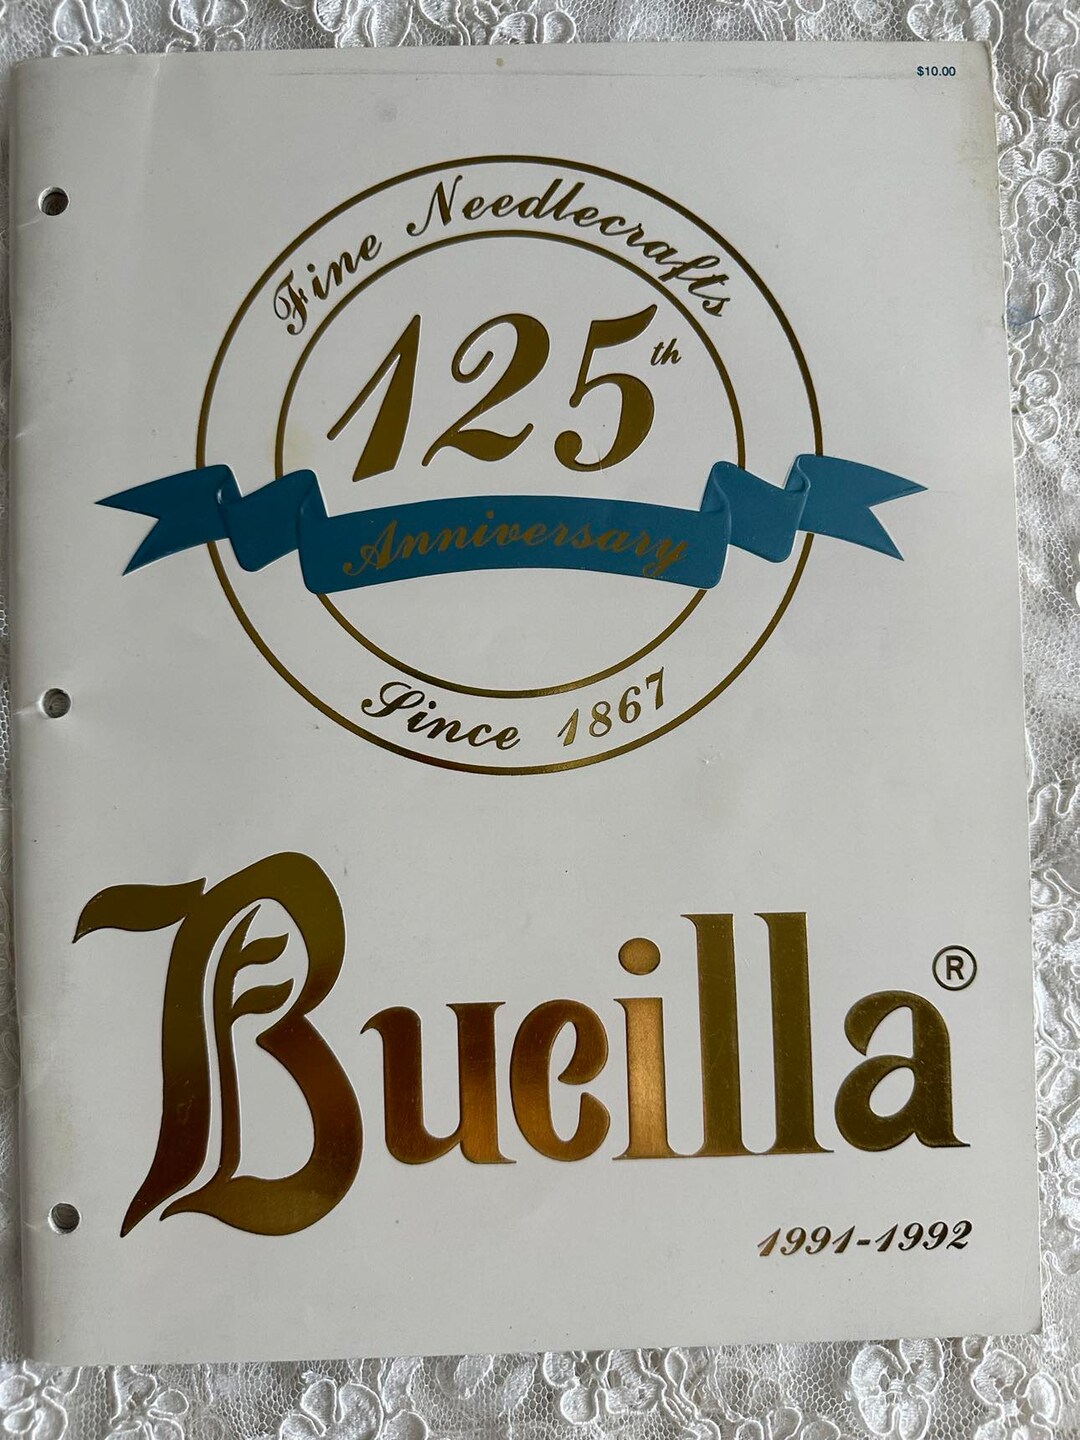 $10.00
Fine Needlecrafts
125th
Anniversary
Since 1867
Bucilla®
1991-1992